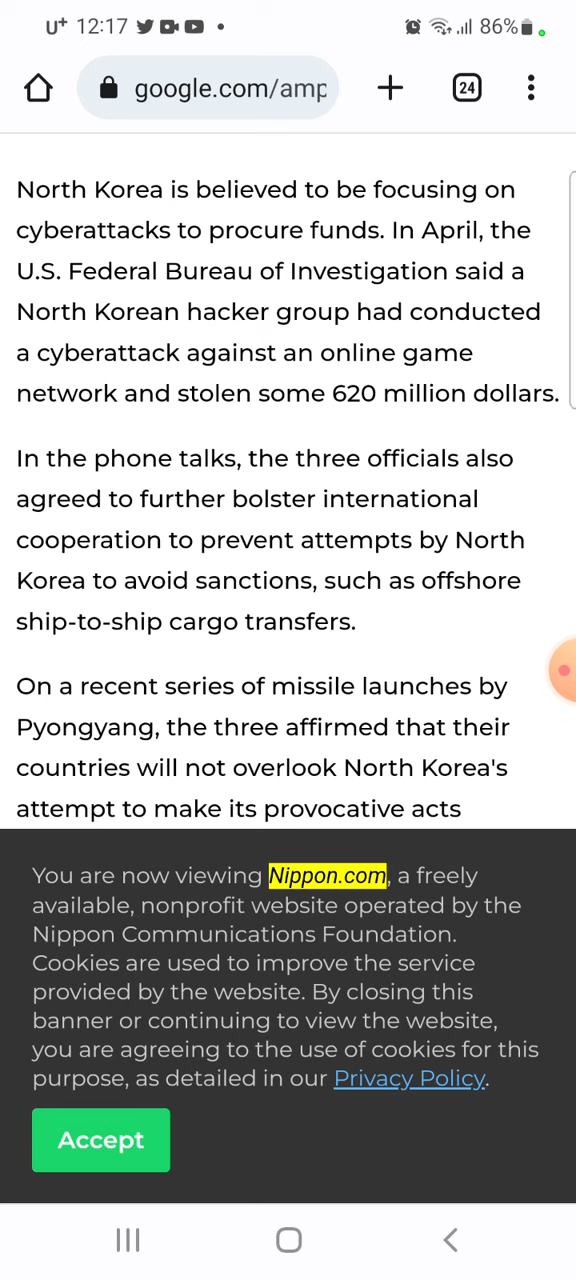 U+ 12:17 86%
google.com/amp 24
North Korea is believed to be focusing on
cyberattacks to procure funds. In April, the
U.S. Federal Bureau of Investigation said a
North Korean hacker group had conducted
a cyberattack against an online game
network and stolen some 620 million dollars.
In the phone talks, the three officials also
agreed to further bolster international
cooperation to prevent attempts by North
Korea to avoid sanctions, such as offshore
ship-to-ship cargo transfers.
On a recent series of missile launches by
Pyongyang, the three affirmed that their
countries will not overlook North Korea's
attempt to make its provocative acts
You are now viewing Nippon.com, a freely
available, nonprofit website operated by the
Nippon Communications Foundation.
Cookies are used to improve the service
provided by the website. By closing this
banner or continuing to view the website,
you are agreeing to the use of cookies for this
purpose, as detailed in our Privacy Policy.
Accept